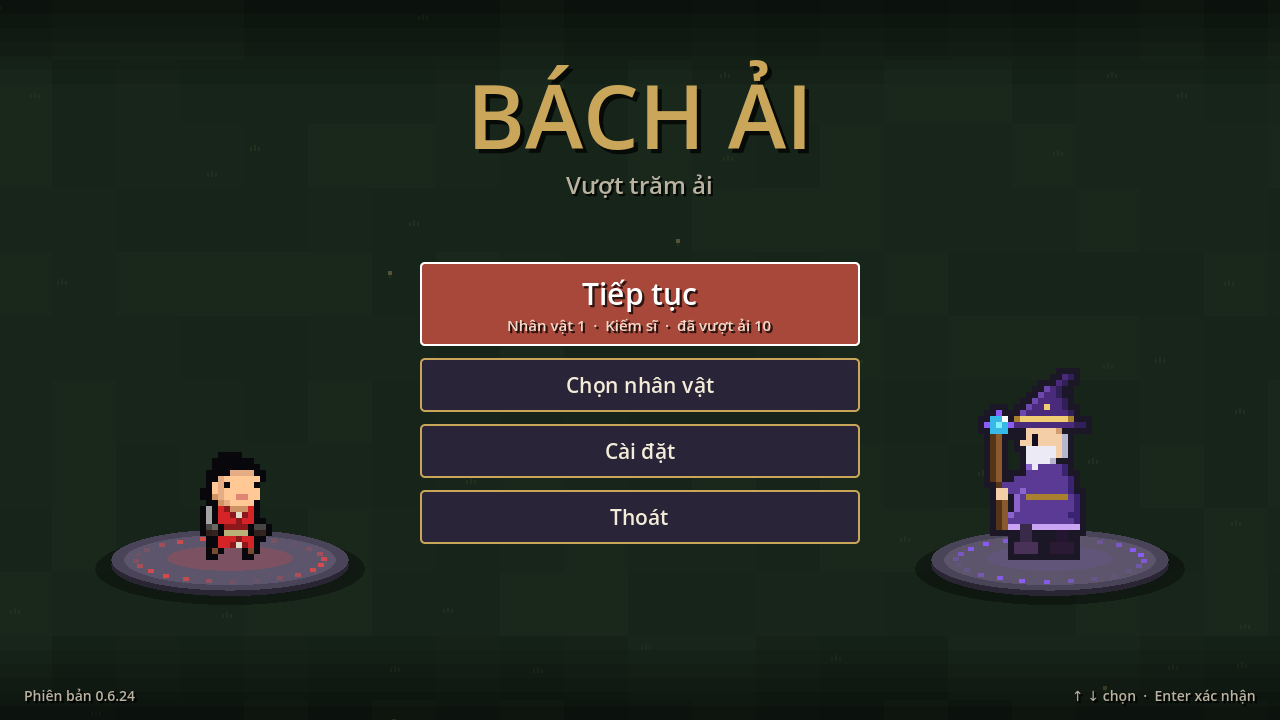 BÁCH ẢI
Vượt trăm ải
Tiếp tục
Nhân vật 1 · Kiếm sĩ · đã vượt ải 10
Chọn nhân vật
Cài đặt
Thoát
Phiên bản 0.6.24
↑ ↓ chọn · Enter xác nhận